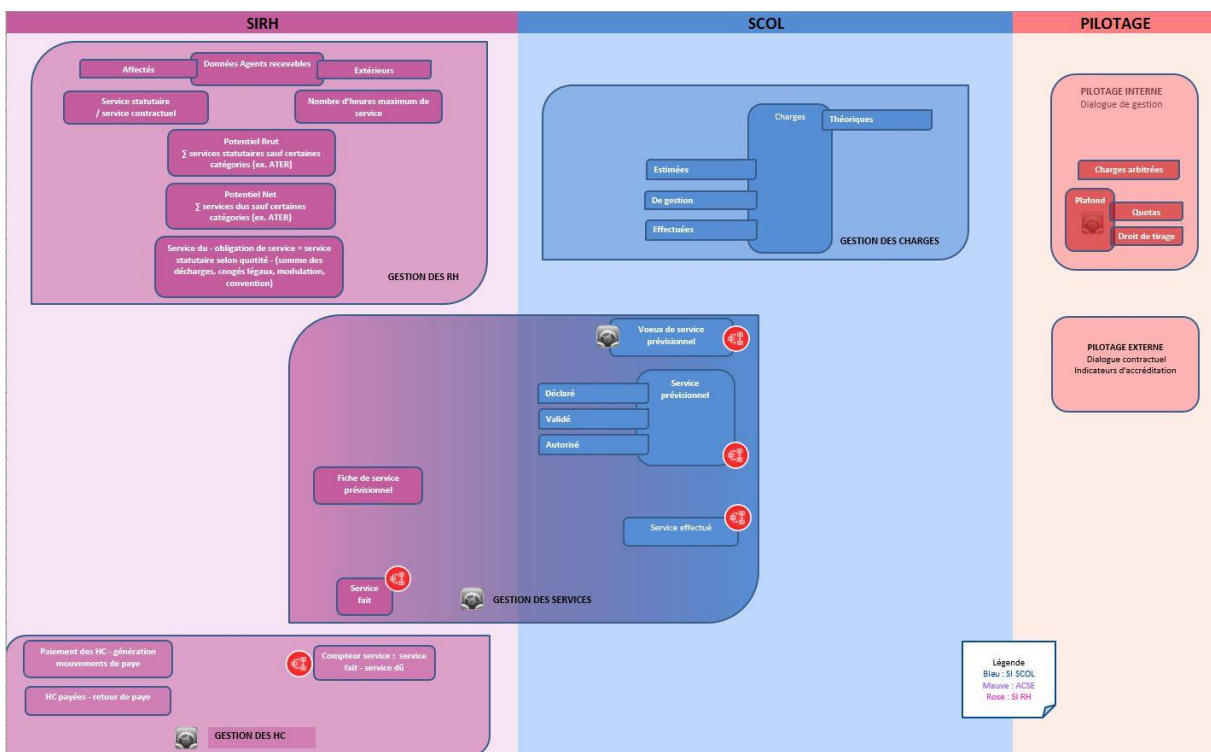 SIRH
SCOL
PILOTAGE
Données Agents recevables
Affectés
Extérieurs
Service statutaire
/ service contractuel
Nombre d'heures maximum de
service
Potentiel Brut
∑ services statutaires sauf certaines
catégories (ex. ATER)
Potentiel Net
∑ services dus sauf certaines
catégories (ex. ATER)
Service du - obligation de service = service
statutaire selon quotité - (somme des
décharges, congés légaux, modulation,
convention)
GESTION DES RH
Charges
Théoriques
Estimées
De gestion
Effectuées
GESTION DES CHARGES
PILOTAGE INTERNE
Dialogue de gestion
Charges arbitrées
Plafond
Quotas
Droit de tirage
PILOTAGE EXTERNE
Dialogue contractuel
Indicateurs d'accréditation
Voeux de service
prévisionnel
Service
prévisionnel
Déclaré
Validé
Autorisé
Fiche de service
prévisionnel
Service effectué
Service
fait
GESTION DES SERVICES
Paiement des HC - génération
mouvements de paye
Compteur service : service
fait - service dû
HC payées - retour de paye
GESTION DES HC
Légende
Bleu : SI SCOL
Mauve : ACSE
Rose : SI RH